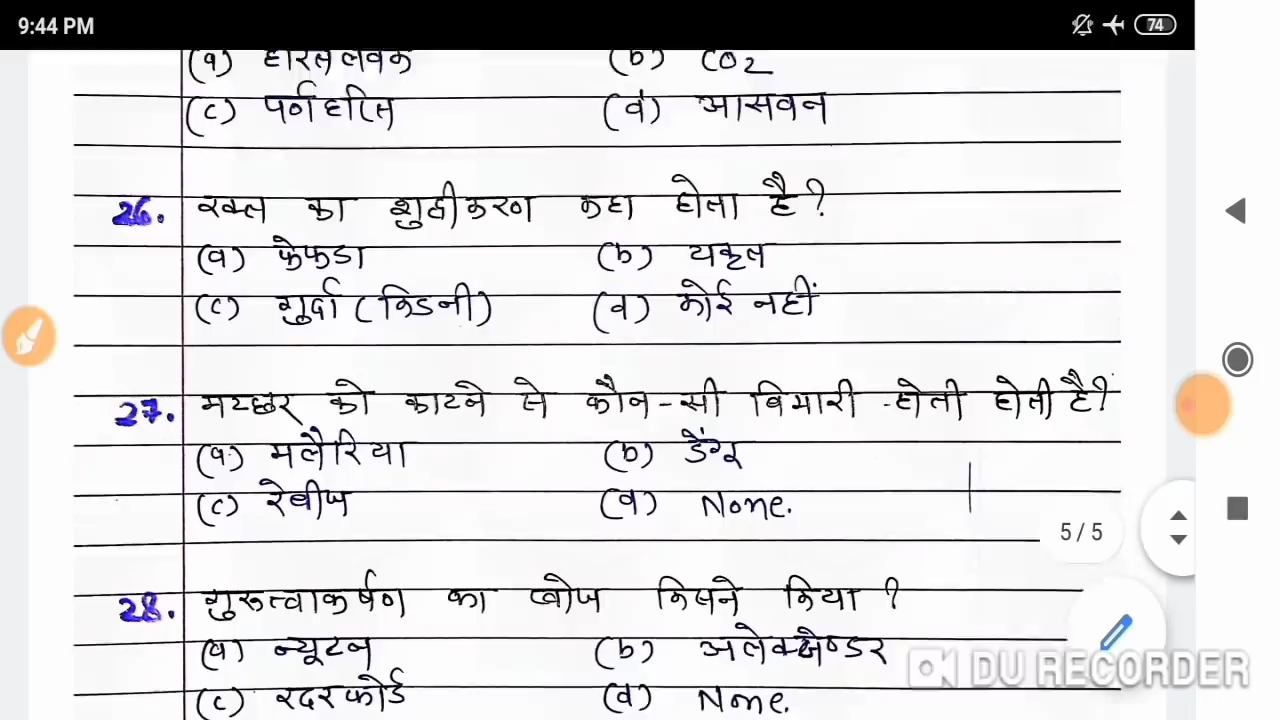 9:44 PM
74
(a) हरितलवक (b) CO2
(c) पर्णहरित (d) आसवन
26. रक्त का शुद्दीकरण कहा होता है?
(a) फेफडा (b) यकृत
(c) गुर्दा (किडनी) (d) कोई नहीं
27. मच्छर को काटने से कौन-सी बिमारी होती होती है?
(a) मलैरिया (b) डेंगू
(c) रेबीज (d) None.
5/5
28. गुरुत्वाकर्षण का खोज किसने किया ?
(a) न्यूटन (b) अलेक्जेण्डर
(c) रदरफोर्ड (d) None.
DU RECORDER